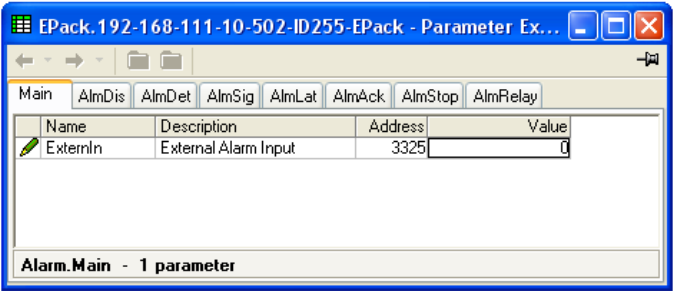 EPack.192-168-111-10-502-ID255-EPack - Parameter Ex...
Main AlmDis AlmDet AlmSig AlmLat AlmAck AlmStop AlmRelay
Name Description Address Value
ExternIn External Alarm Input 3325 0
Alarm.Main - 1 parameter